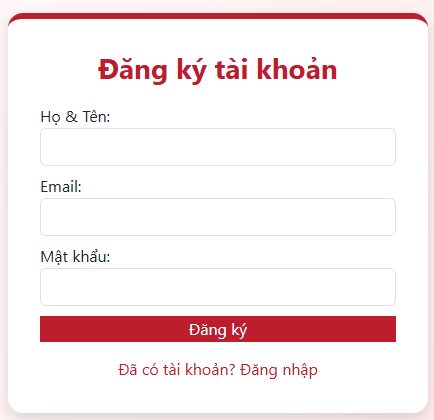 Đăng ký tài khoản
Họ & Tên:
Email:
Mật khẩu:
Đăng ký
Đã có tài khoản? Đăng nhập